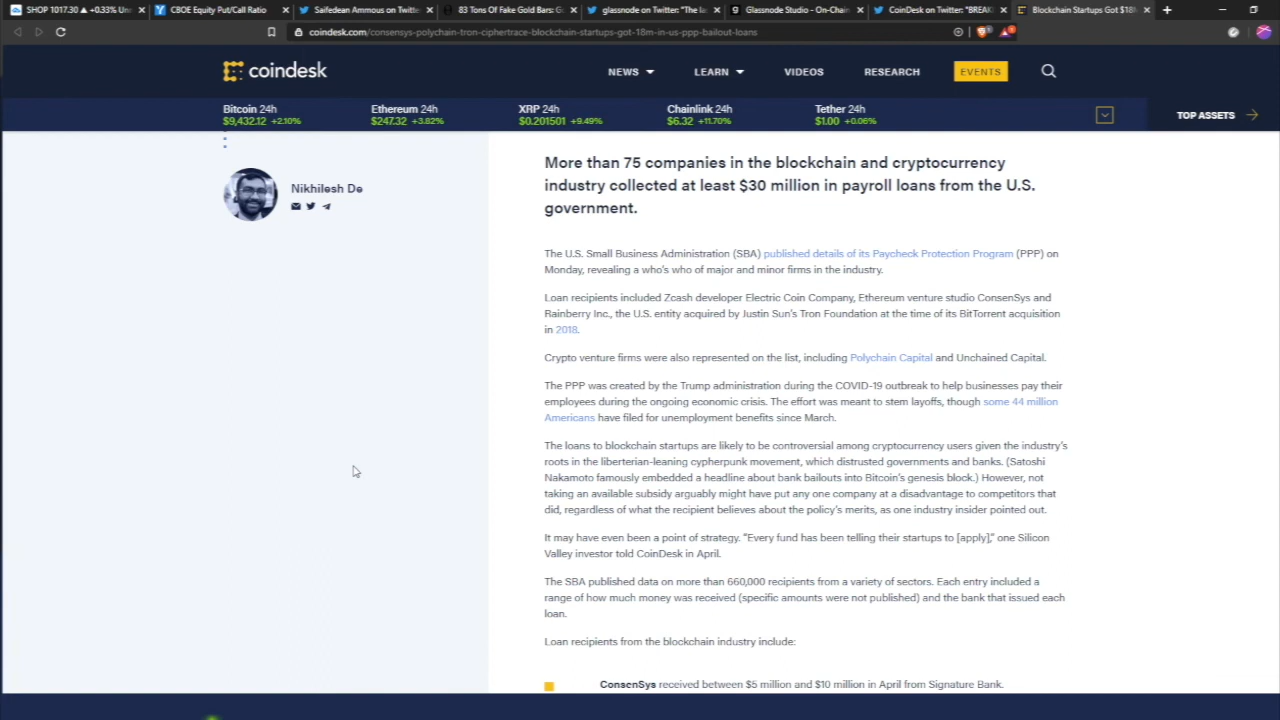 SHOP 1017.30 ▲ +0.33% Un
CBOE Equity Put/Call Ratio
Saifedean Ammous on Twitte
83 Tons Of Fake Gold Bars: G
glassnode on Twitter: "The la
Glassnode Studio - On-Chain
CoinDesk on Twitter: "BREAK
Blockchain Startups Got $18M
coindesk.com/consensys-polychain-tron-ciphertrace-blockchain-startups-got-18m-in-us-ppp-bailout-loans
coindesk
NEWS
LEARN
VIDEOS
RESEARCH
EVENTS
Bitcoin 24h
$9,432.12 +2.10%
Ethereum 24h
$247.32 +3.82%
XRP 24h
$0.201501 +9.49%
Chainlink 24h
$6.32 +11.70%
Tether 24h
$1.00 +0.06%
TOP ASSETS
Nikhilesh De
More than 75 companies in the blockchain and cryptocurrency
industry collected at least $30 million in payroll loans from the U.S.
government.
The U.S. Small Business Administration (SBA) published details of its Paycheck Protection Program (PPP) on
Monday, revealing a who's who of major and minor firms in the industry.
Loan recipients included Zcash developer Electric Coin Company, Ethereum venture studio ConsenSys and
Rainberry Inc., the U.S. entity acquired by Justin Sun's Tron Foundation at the time of its BitTorrent acquisition
in 2018.
Crypto venture firms were also represented on the list, including Polychain Capital and Unchained Capital.
The PPP was created by the Trump administration during the COVID-19 outbreak to help businesses pay their
employees during the ongoing economic crisis. The effort was meant to stem layoffs, though some 44 million
Americans have filed for unemployment benefits since March.
The loans to blockchain startups are likely to be controversial among cryptocurrency users given the industry's
roots in the liberterian-leaning cypherpunk movement, which distrusted governments and banks. (Satoshi
Nakamoto famously embedded a headline about bank bailouts into Bitcoin's genesis block.) However, not
taking an available subsidy arguably might have put any one company at a disadvantage to competitors that
did, regardless of what the recipient believes about the policy's merits, as one industry insider pointed out.
It may have even been a point of strategy. "Every fund has been telling their startups to [apply]," one Silicon
Valley investor told CoinDesk in April.
The SBA published data on more than 660,000 recipients from a variety of sectors. Each entry included a
range of how much money was received (specific amounts were not published) and the bank that issued each
loan.
Loan recipients from the blockchain industry include:
ConsenSys received between $5 million and $10 million in April from Signature Bank.